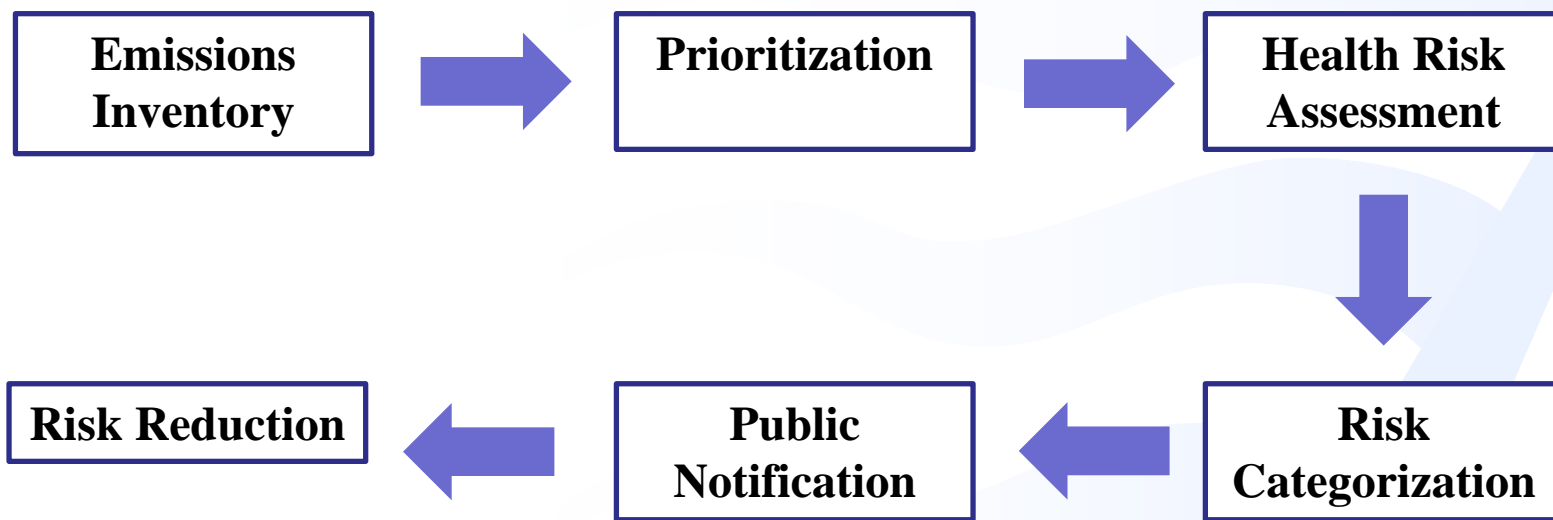 Emissions
Inventory
Prioritization
Health Risk
Assessment
Risk
Categorization
Public
Notification
Risk Reduction